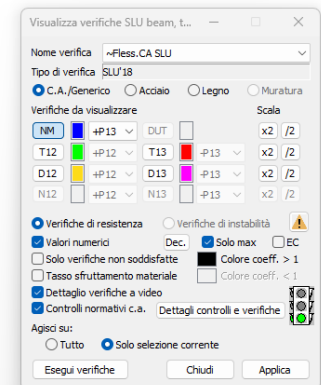 Visualizza verifiche SLU beam, t...
Nome verifica ~Fless.CA SLU
Tipo di verifica SLU'18
C.A./Generico Acciaio Legno Muratura
Verifiche da visualizzare Scala
NM +P13 DUT x2 /2
T12 +P12 T13 -P13 x2 /2
D12 +P12 D13 -P13 x2 /2
N12 +P12 N13 -P13 x2 /2
Verifiche di resistenza Verifiche di instabilità
Valori numerici Dec. Solo max EC
Solo verifiche non soddisfatte Colore coeff. > 1
Tasso sfruttamento materiale Colore coeff. < 1
Dettaglio verifiche a video
Controlli normativi c.a. Dettagli controlli e verifiche
Agisci su:
Tutto Solo selezione corrente
Esegui verifiche Chiudi Applica